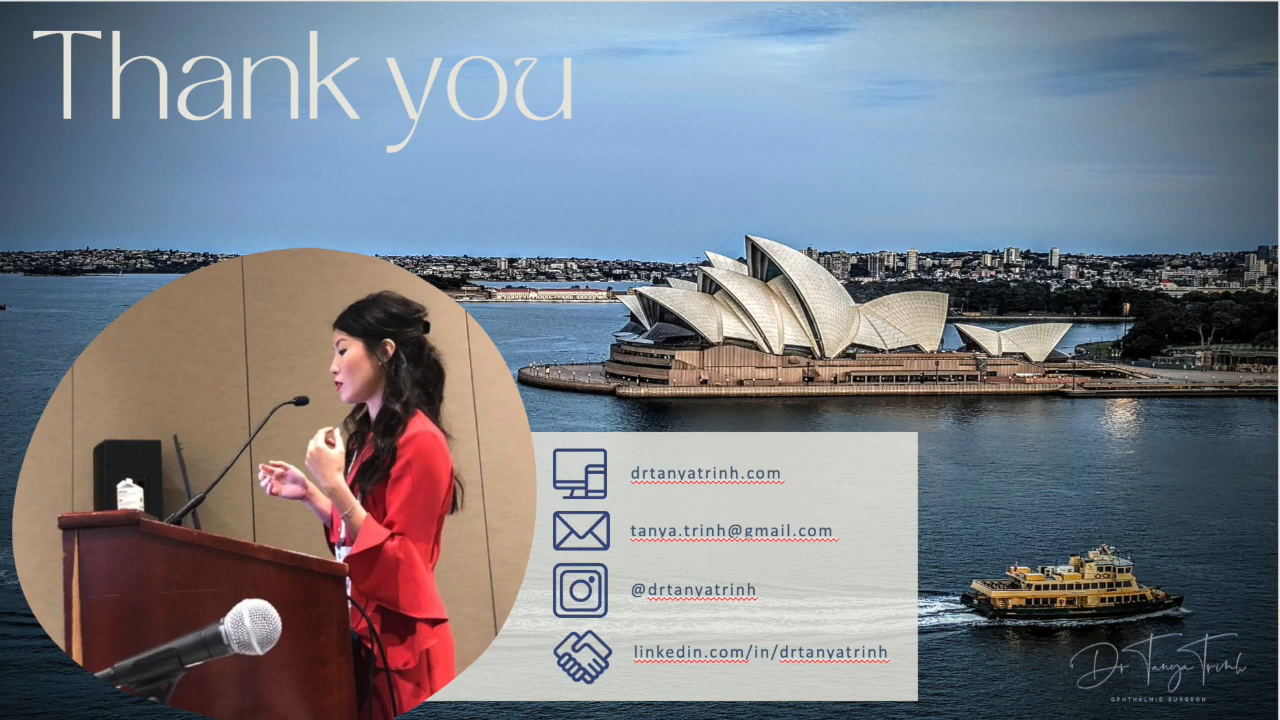 Thank you
drtanyatrinh.com
tanya.trinh@gmail.com
@drtanyatrinh
linkedin.com/in/drtanyatrinh
Dr Tanya Trinh
OPHTHALMIC SURGEON